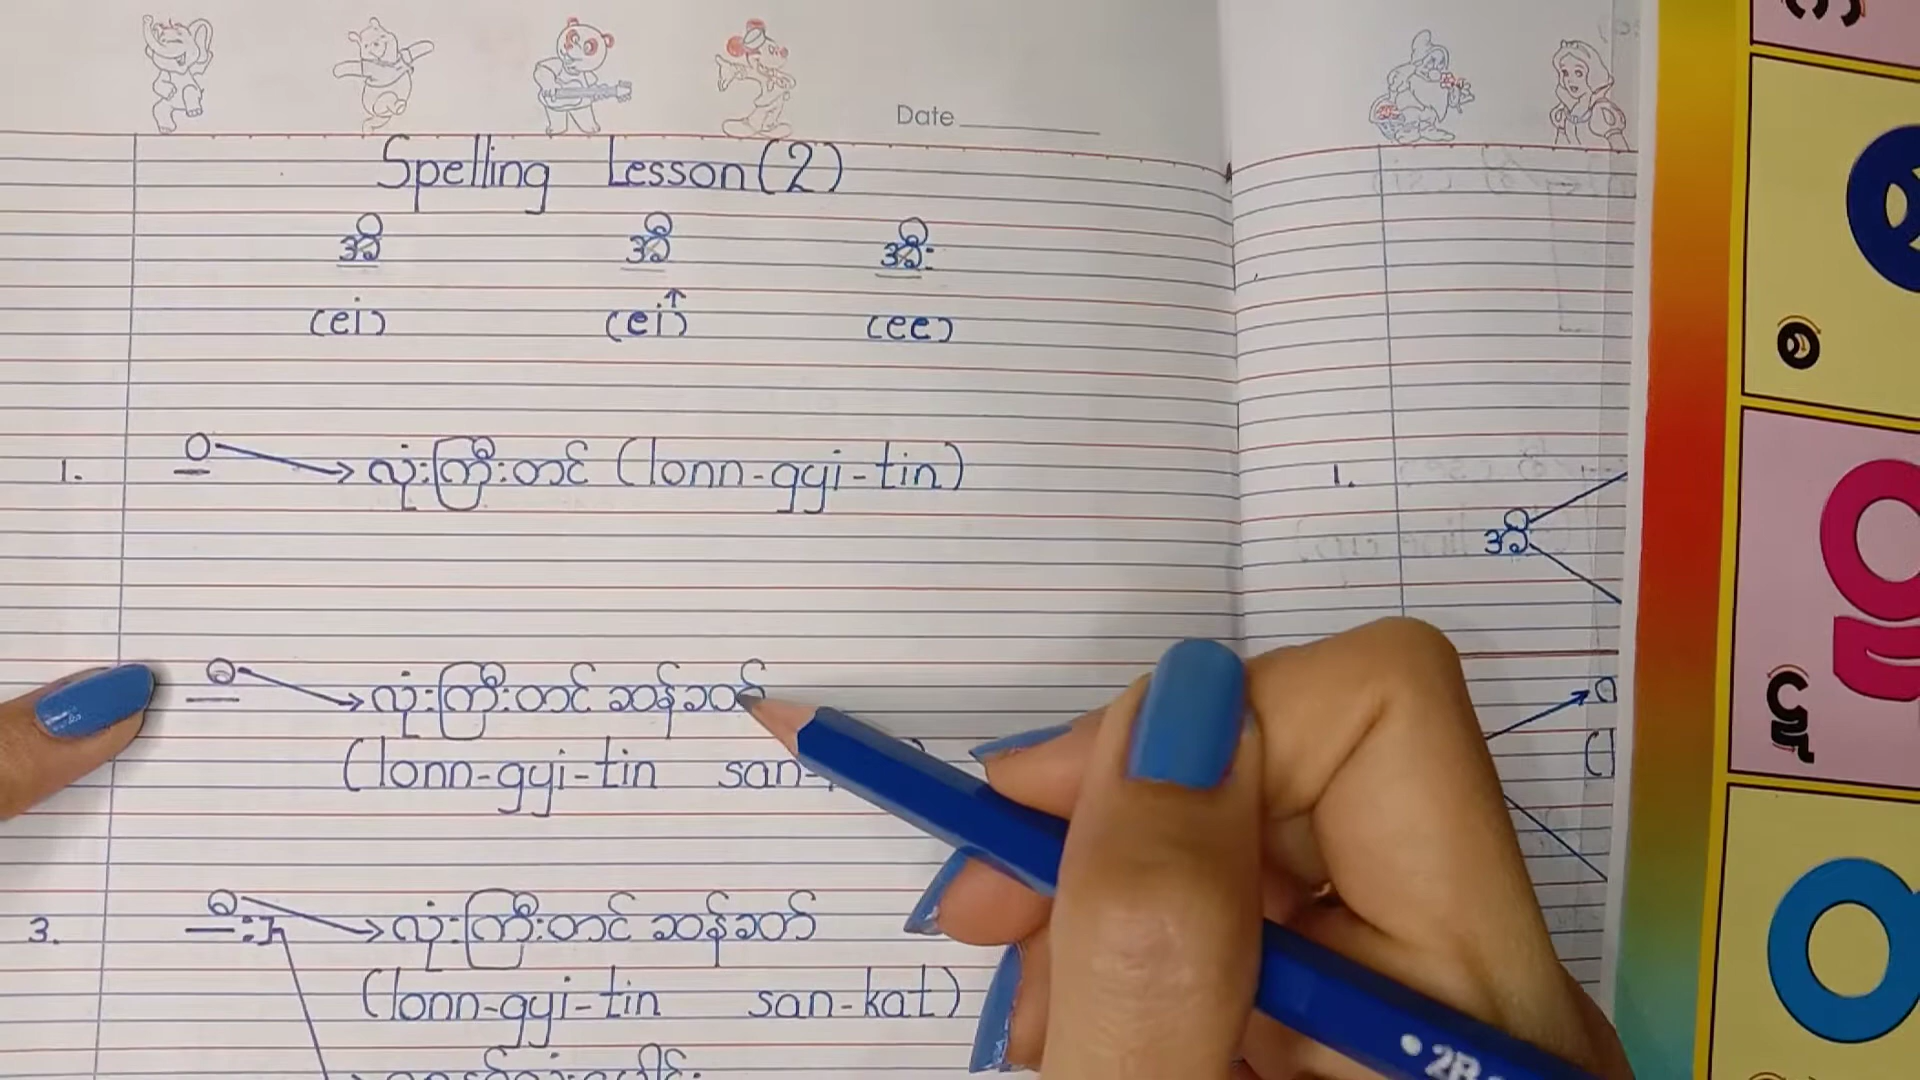 Date
Spelling Lesson (2)
အိ အီ အီး
(ei) (ei↑) (ee)
1. ိ → လုံးကြီးတင် (lonn-gyi-tin)
ီ → လုံးကြီးတင် ဆန်ခတ်
(lonn-gyi-tin san-
3. ီး → လုံးကြီးတင် ဆန်ခတ်
(lonn-gyi-tin san-kat)
1.
အိ
2B